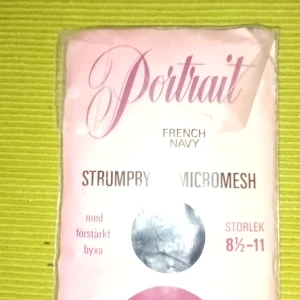 Portrait
FRENCH
NAVY
STRUMPBY MICROMESH
med
förstärkt
byxa
STORLEK
8½-11